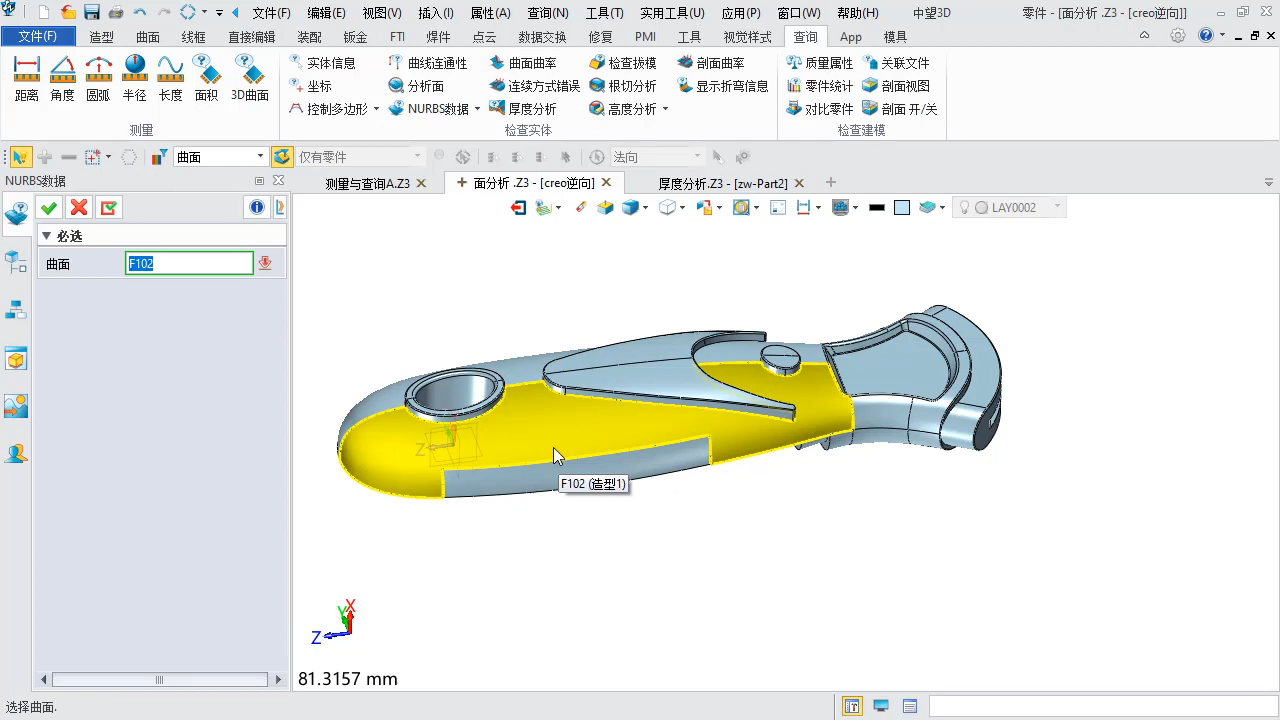 文件(F) 编辑(E) 视图(V) 插入(I) 属性(A) 查询(N) 工具(T) 实用工具(U) 应用(P) 窗口(W) 帮助(H) 中望3D 零件 - [面分析 .Z3 - [creo逆向]]
文件(F) 造型 曲面 线框 直接编辑 装配 钣金 FTI 焊件 点云 数据交换 修复 PMI 工具 视觉样式 查询 App 模具
距离 角度 圆弧 半径 长度 面积 3D曲面
测量
实体信息 曲线连通性 曲面曲率 检查拔模 剖面曲率
坐标 分析面 连续方式错误 根切分析 显示折弯信息
控制多边形 NURBS数据 厚度分析 高度分析
检查实体
质量属性 关联文件
零件统计 剖面视图
对比零件 剖面 开/关
检查建模
曲面 仅有零件 法向
NURBS数据
测量与查询A.Z3 面分析 .Z3 - [creo逆向] 厚度分析.Z3 - [zw-Part2]
LAY0002
必选
曲面 F102
Z
F102 (造型1)
X
Y
Z
81.3157 mm
选择曲面.